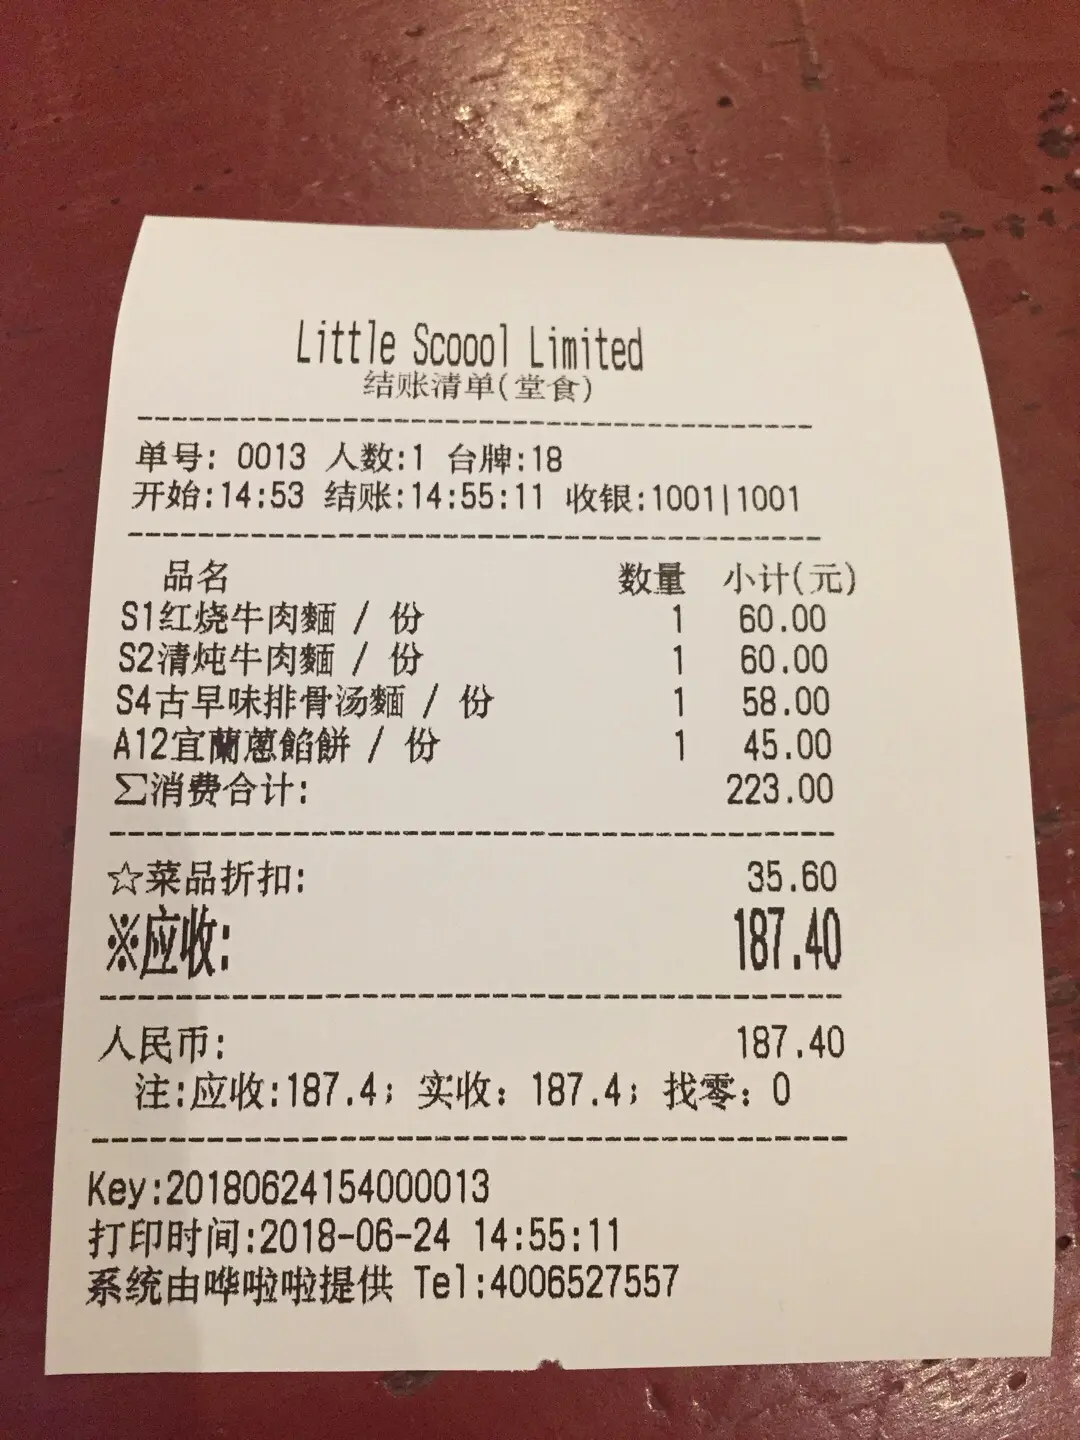 Little Scoool Limited
结账清单(堂食)
单号: 0013 人数:1 台牌:18
开始:14:53 结账:14:55:11 收银:1001|1001
品名 数量 小计(元)
S1红烧牛肉麵 / 份 1 60.00
S2清炖牛肉麵 / 份 1 60.00
S4古早味排骨汤麵 / 份 1 58.00
A12宜蘭蔥餡餅 / 份 1 45.00
∑消费合计: 223.00
☆菜品折扣: 35.60
※应收: 187.40
人民币: 187.40
注:应收:187.4; 实收: 187.4; 找零: 0
Key:20180624154000013
打印时间:2018-06-24 14:55:11
系统由哗啦啦提供 Tel:4006527557